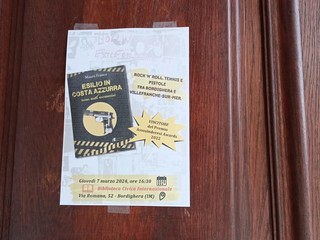 ROCK 'N' ROLL, TENNIS E
PISTOLE
TRA BORDIGHERA E
VILLEFRANCHE-SUR-MER.
ESILIO IN
COSTA AZZURRA
VINCITORE
del Premio
Awards
Giovedì 7 marzo 2024, ore 16:30
Biblioteca Civica Internazionale
Via Romana, 52 - Bordighera (IM)